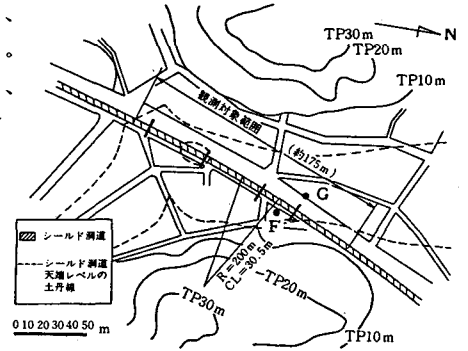 TP30m
TP20m
TP10m
N
観測対象範囲
(約175m)
G
F
R=200m
CL=30.5m
シールド洞道
シールド洞道
天端レベルの
土丹線
TP30m
TP20m
TP10m
0 10 20 30 40 50 m